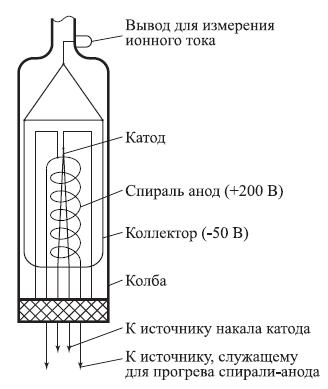 Вывод для измерения
ионного тока
Катод
Спираль анод (+200 В)
Коллектор (-50 В)
Колба
К источнику накала катода
К источнику, служащему
для прогрева спирали-анода